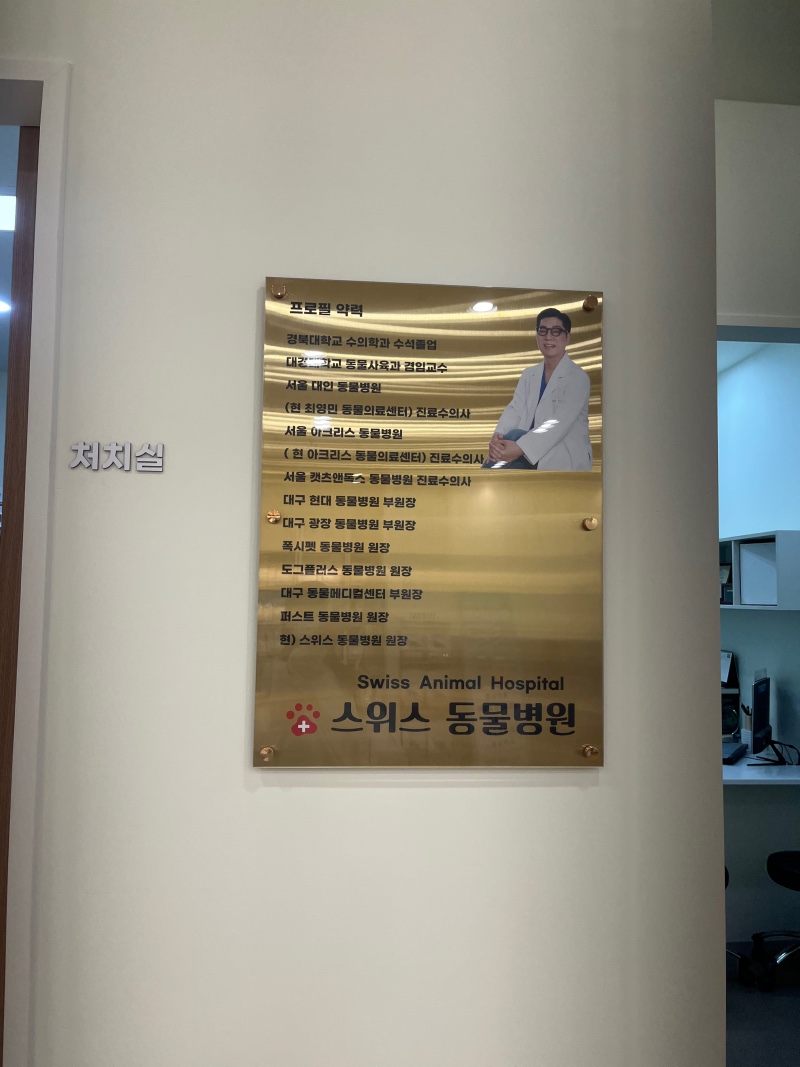 처치실
프로필 약력
경북대학교 수의학과 수석졸업
대경대학교 동물사육과 겸임교수
서울 대인 동물병원
(현 최영민 동물의료센터) 진료수의사
서울 아크리스 동물병원
( 현 아크리스 동물의료센터) 진료수의사
서울 캣츠앤독스 동물병원 진료수의사
대구 현대 동물병원 부원장
대구 광장 동물병원 부원장
폭시펫 동물병원 원장
도그플러스 동물병원 원장
대구 동물메디컬센터 부원장
퍼스트 동물병원 원장
현) 스위스 동물병원 원장
Swiss Animal Hospital
스위스 동물병원